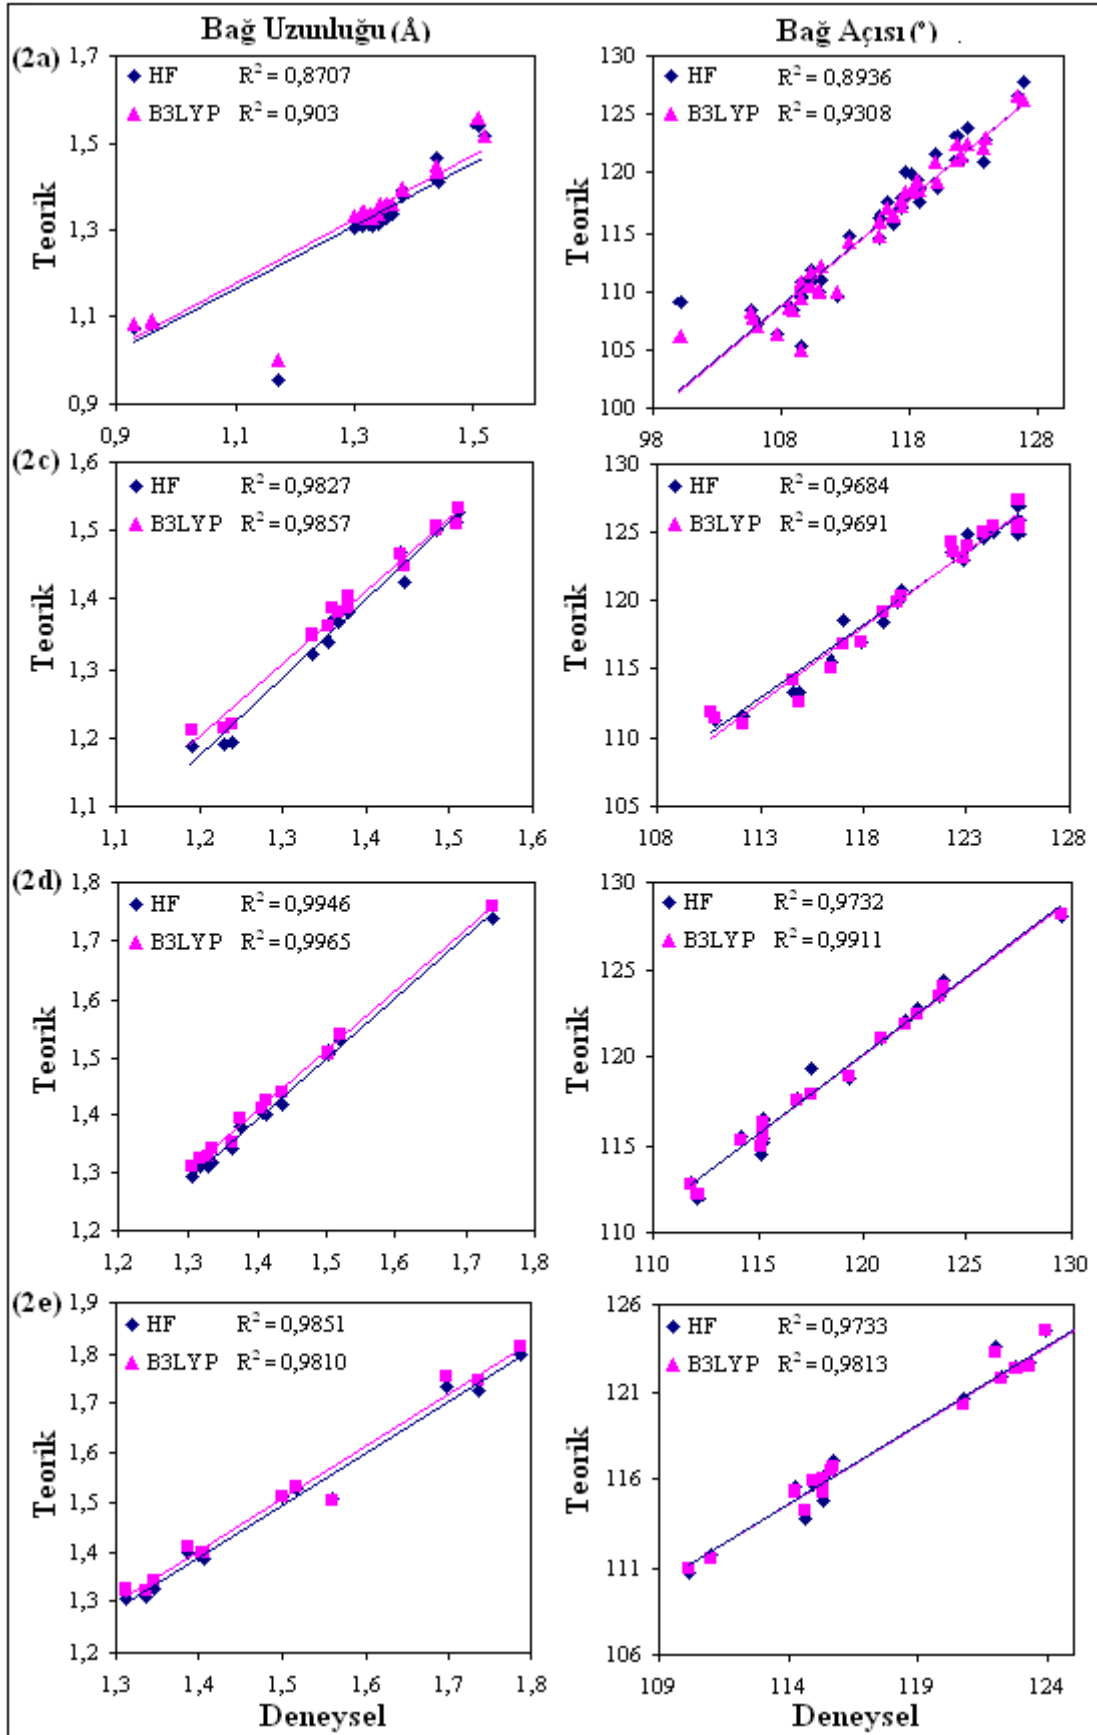 Bağ Uzunluğu (Å)
Bağ Açısı (°) .
(2a)
1,7
1,5
1,3
1,1
0,9
0,9 1,1 1,3 1,5
Teorik
HF R² = 0,8707
B3LYP R² = 0,903
130
125
120
115
110
105
100
98 108 118 128
Teorik
HF R² = 0,8936
B3LYP R² = 0,9308
(2c)
1,6
1,5
1,4
1,3
1,2
1,1
1,1 1,2 1,3 1,4 1,5 1,6
Teorik
HF R² = 0,9827
B3LYP R² = 0,9857
130
125
120
115
110
105
108 113 118 123 128
Teorik
HF R² = 0,9684
B3LYP R² = 0,9691
(2d)
1,8
1,7
1,6
1,5
1,4
1,3
1,2
1,2 1,3 1,4 1,5 1,6 1,7 1,8
Teorik
HF R² = 0,9946
B3LYP R² = 0,9965
130
125
120
115
110
110 115 120 125 130
Teorik
HF R² = 0,9732
B3LYP R² = 0,9911
(2e)
1,9
1,8
1,7
1,6
1,5
1,4
1,3
1,2
1,3 1,4 1,5 1,6 1,7 1,8
Teorik
HF R² = 0,9851
B3LYP R² = 0,9810
Deneysel
126
121
116
111
106
109 114 119 124
Teorik
HF R² = 0,9733
B3LYP R² = 0,9813
Deneysel